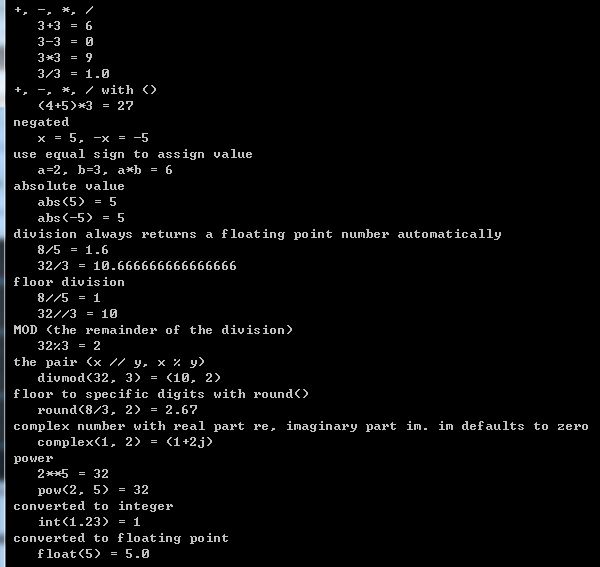 +, -, *, /
3+3 = 6
3-3 = 0
3*3 = 9
3/3 = 1.0
+, -, *, / with ()
(4+5)*3 = 27
negated
x = 5, -x = -5
use equal sign to assign value
a=2, b=3, a*b = 6
absolute value
abs(5) = 5
abs(-5) = 5
division always returns a floating point number automatically
8/5 = 1.6
32/3 = 10.666666666666666
floor division
8//5 = 1
32//3 = 10
MOD (the remainder of the division)
32%3 = 2
the pair (x // y, x % y)
divmod(32, 3) = (10, 2)
floor to specific digits with round()
round(8/3, 2) = 2.67
complex number with real part re, imaginary part im. im defaults to zero
complex(1, 2) = (1+2j)
power
2**5 = 32
pow(2, 5) = 32
converted to integer
int(1.23) = 1
converted to floating point
float(5) = 5.0